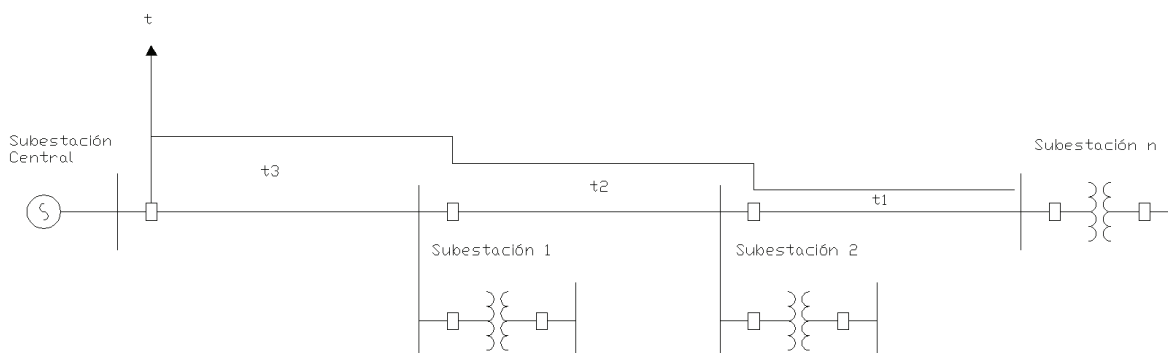 t
Subestación
Central
Subestación n
t3
t2
t1
Subestación 1
Subestación 2